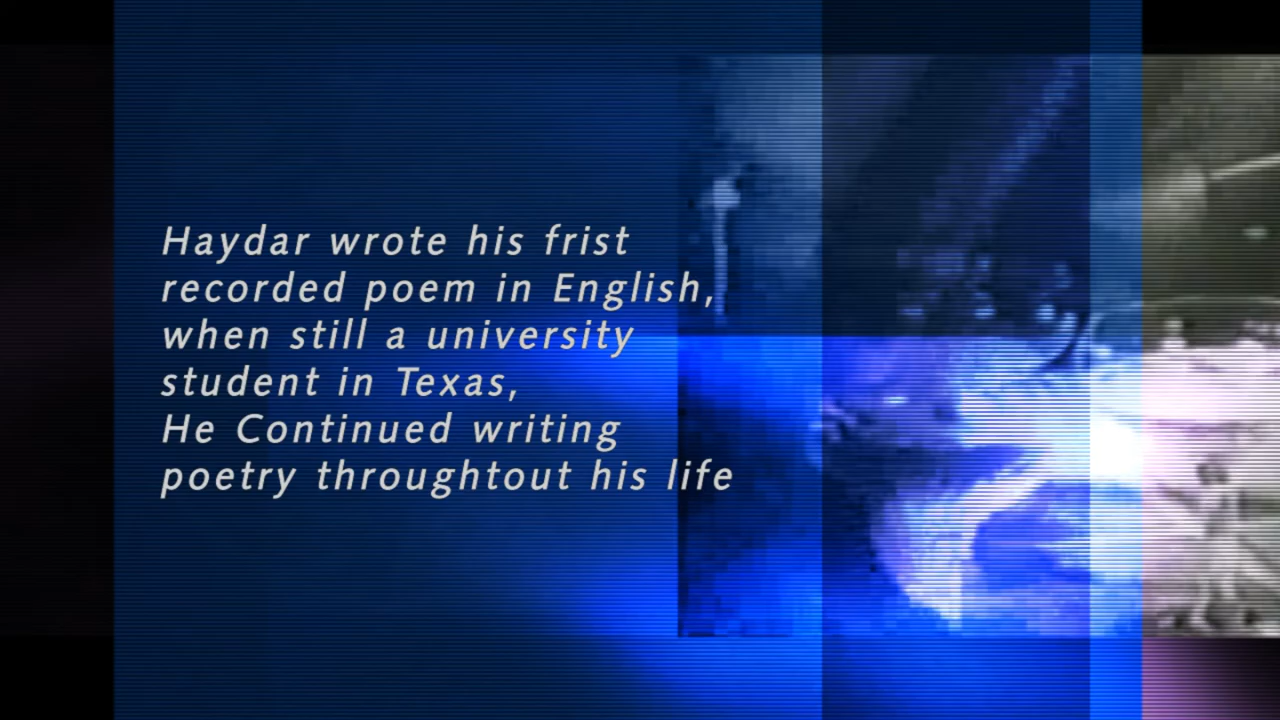 Haydar wrote his frist
recorded poem in English,
when still a university
student in Texas,
He Continued writing
poetry throughtout his life